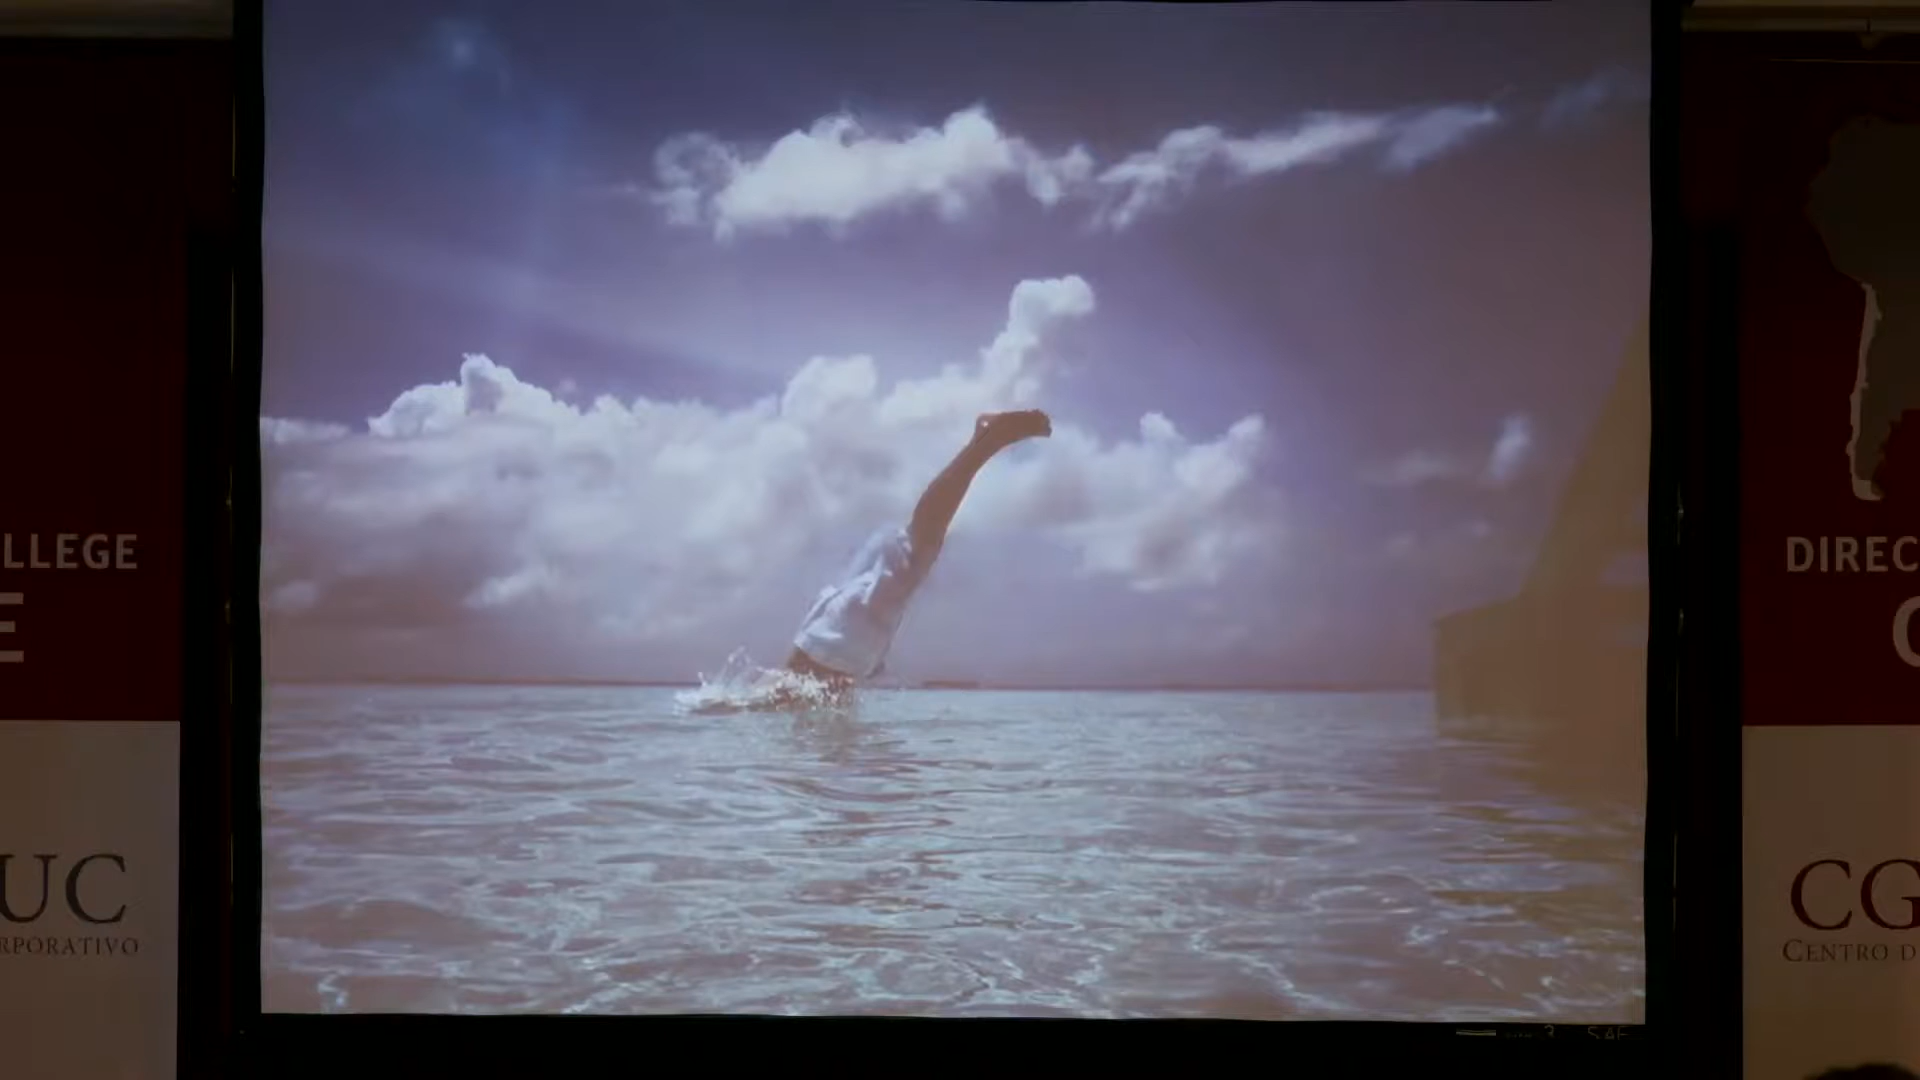 LLEGE
E
UC
RPORATIVO
DIREC
C
CG
CENTRO D